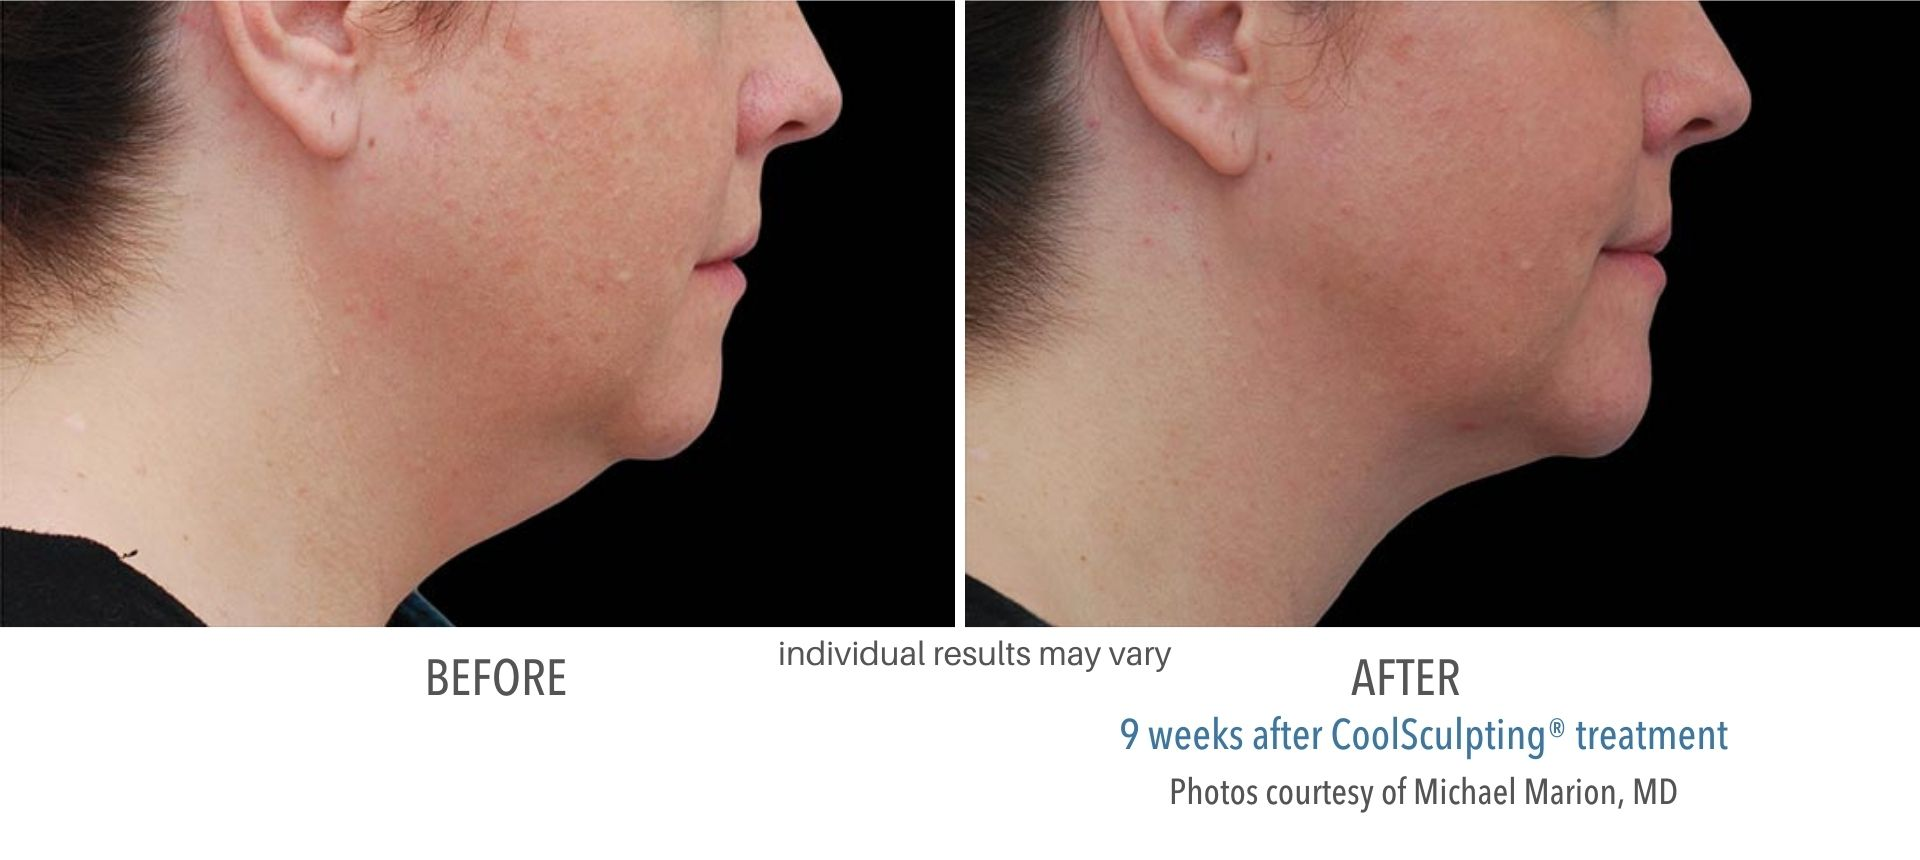 individual results may vary
BEFORE
AFTER
9 weeks after CoolSculpting® treatment
Photos courtesy of Michael Marion, MD